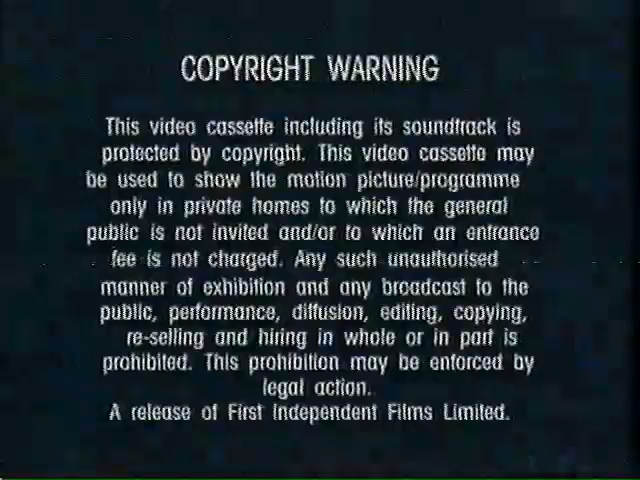 COPYRIGHT WARNING
This video cassette including its soundtrack is
protected by copyright. This video cassette may
be used to show the motion picture/programme
only in private homes to which the general
public is not invited and/or to which an entrance
fee is not charged. Any such unauthorised
manner of exhibition and any broadcast to the
public, performance, diffusion, editing, copying,
re-selling and hiring in whole or in part is
prohibited. This prohibition may be enforced by
legal action.
A release of First Independent Films Limited.